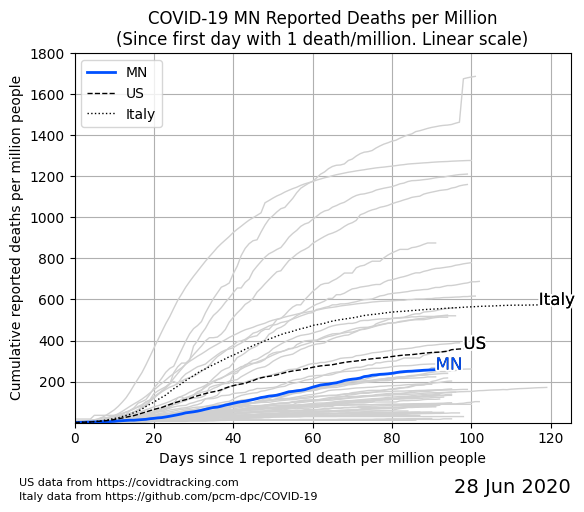 COVID-19 MN Reported Deaths per Million
(Since first day with 1 death/million. Linear scale)
Cumulative reported deaths per million people
1800
1600
1400
1200
1000
800
600
400
200
MN
US
Italy
Italy
US
MN
0 20 40 60 80 100 120
Days since 1 reported death per million people
US data from https://covidtracking.com
Italy data from https://github.com/pcm-dpc/COVID-19
28 Jun 2020